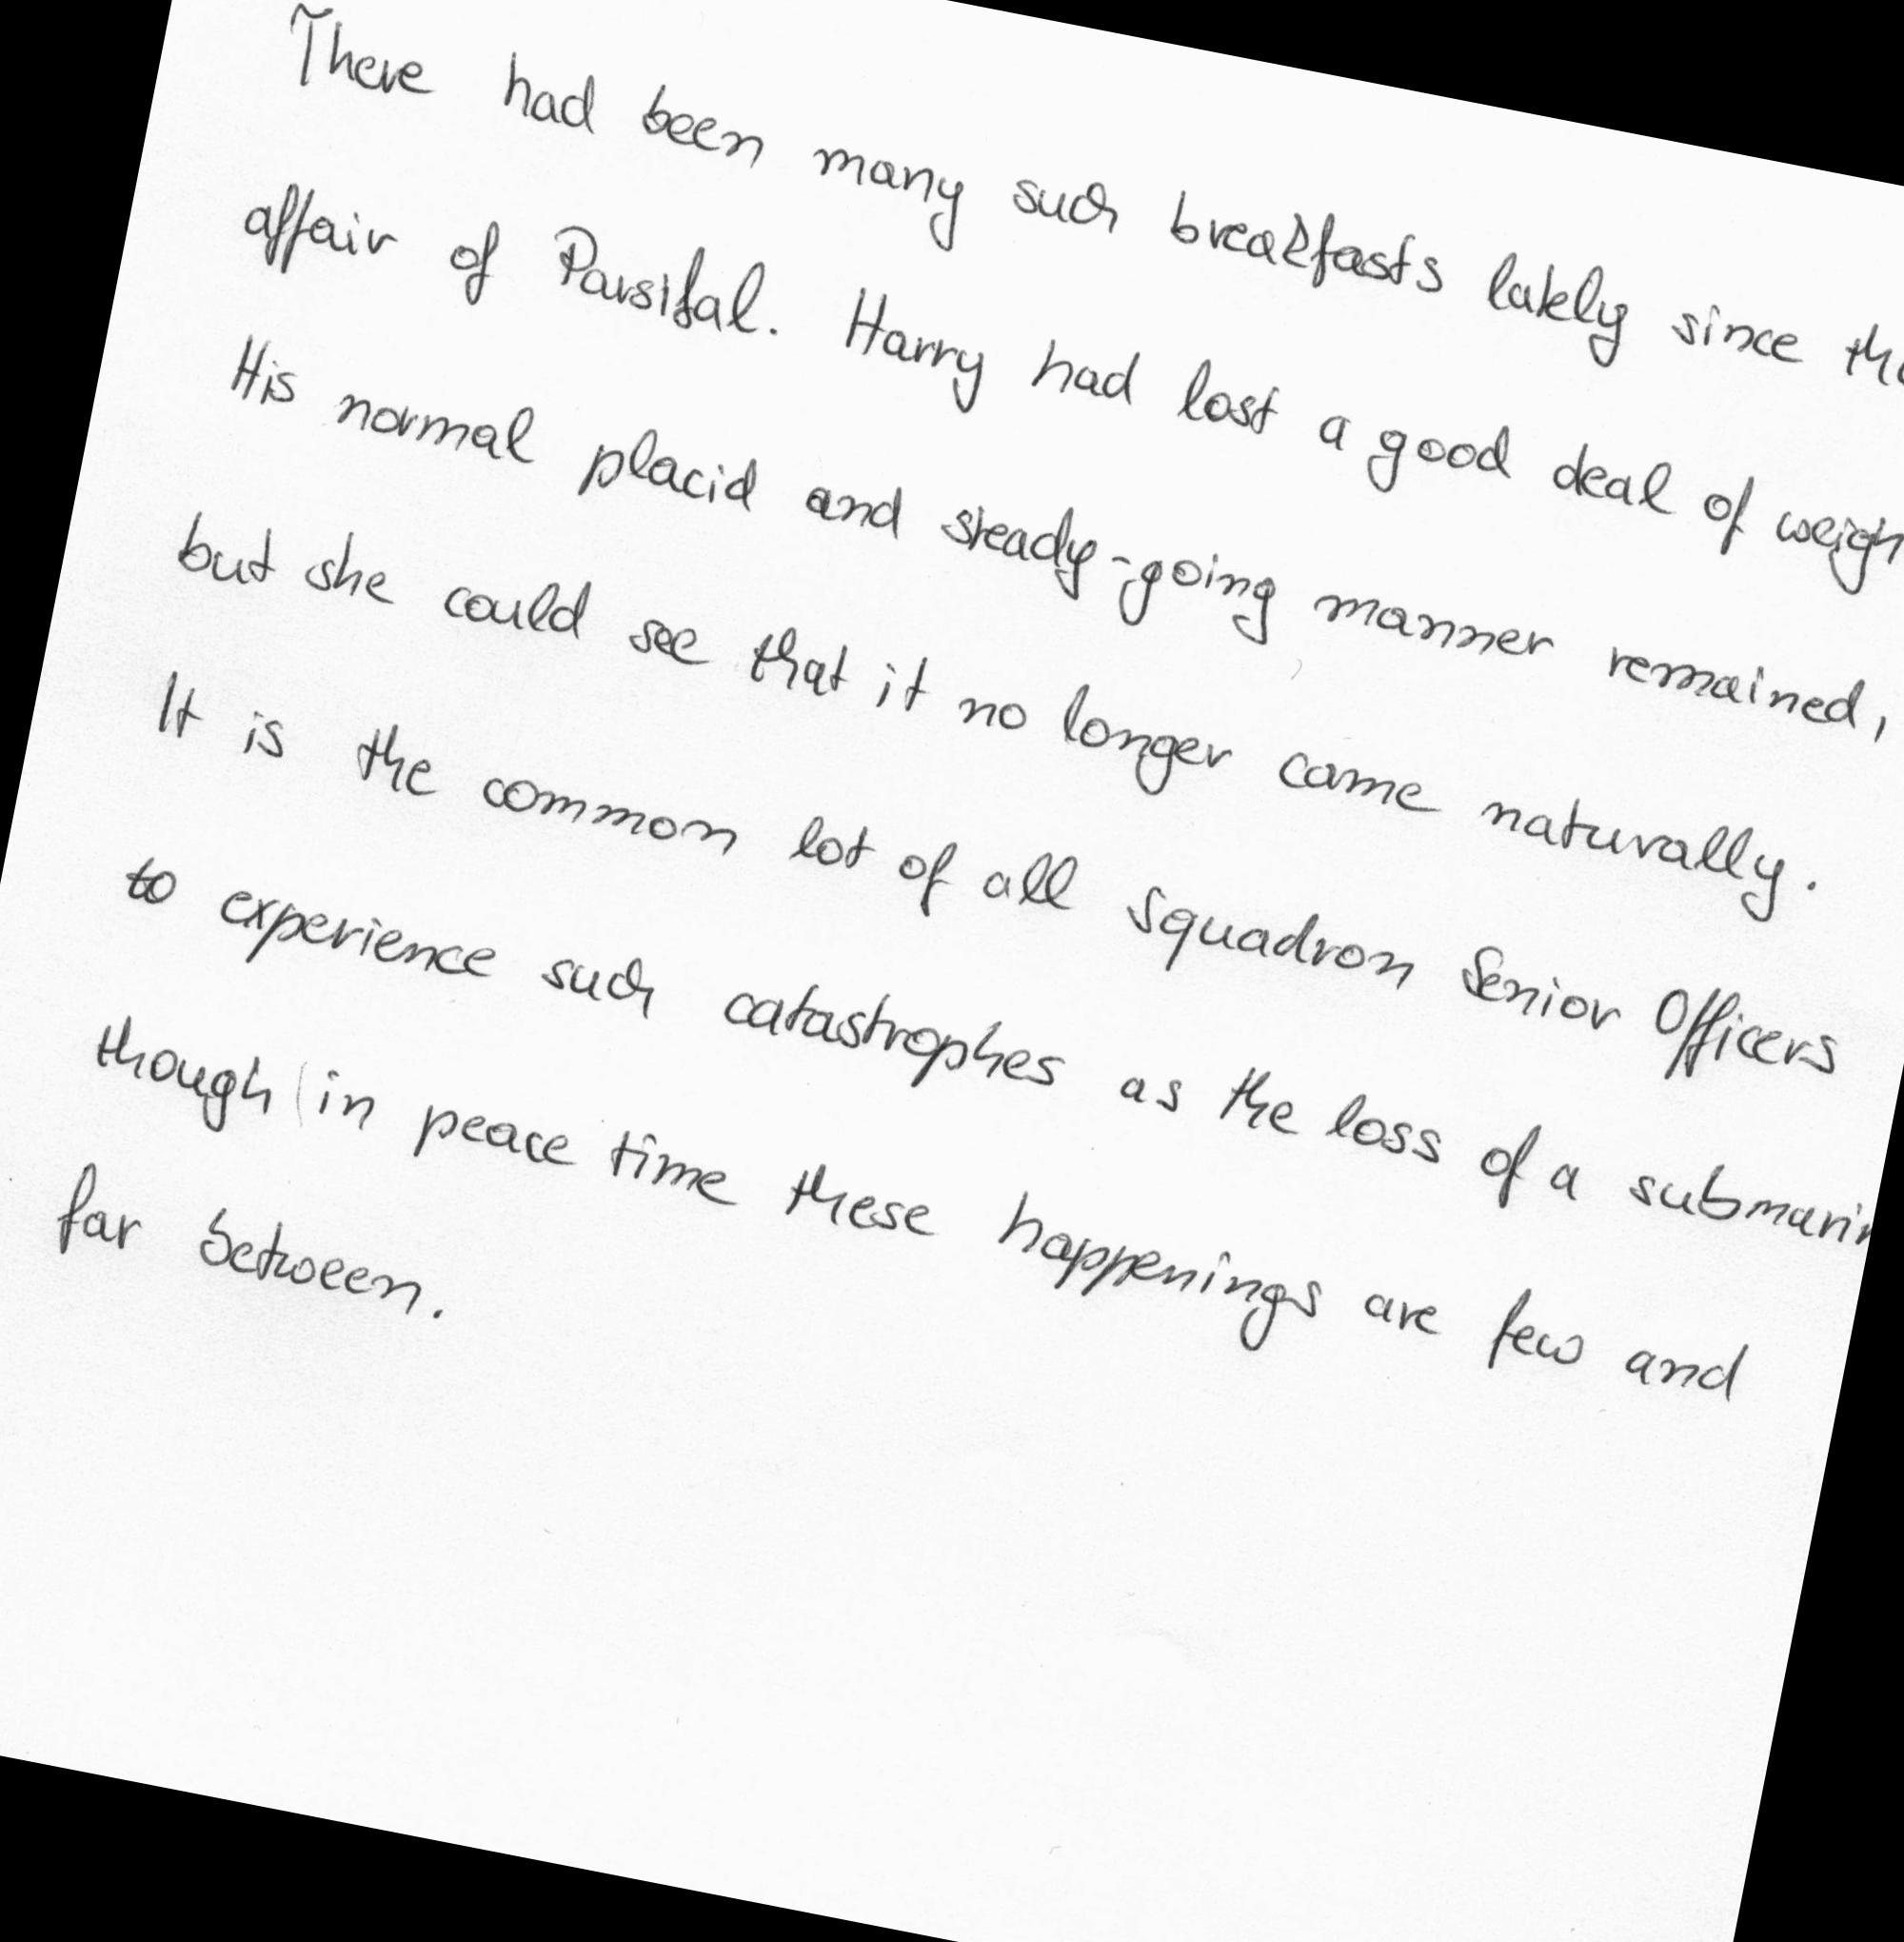 There had been many such breakfasts lately since the
affair of Parsifal. Harry had lost a good deal of weigh
His normal placid and steady-going manner remained,
but she could see that it no longer came naturally.
It is the common lot of all Squadron Senior Officers
to experience such catastrophes as the loss of a submarin
though in peace time these happenings are few and
far between.